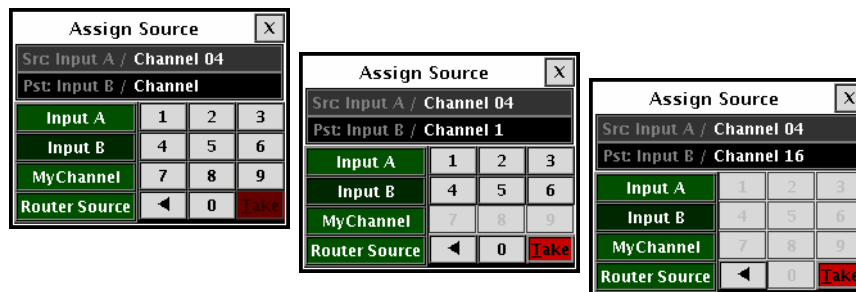 Assign Source X
Src: Input A / Channel 04
Pst: Input B / Channel
Input A 1 2 3
Input B 4 5 6
MyChannel 7 8 9
Router Source ◀ 0 Take
Assign Source X
Src: Input A / Channel 04
Pst: Input B / Channel 1
Input A 1 2 3
Input B 4 5 6
MyChannel 7 8 9
Router Source ◀ 0 Take
Assign Source X
Src: Input A / Channel 04
Pst: Input B / Channel 16
Input A 1 2 3
Input B 4 5 6
MyChannel 7 8 9
Router Source ◀ 0 Take